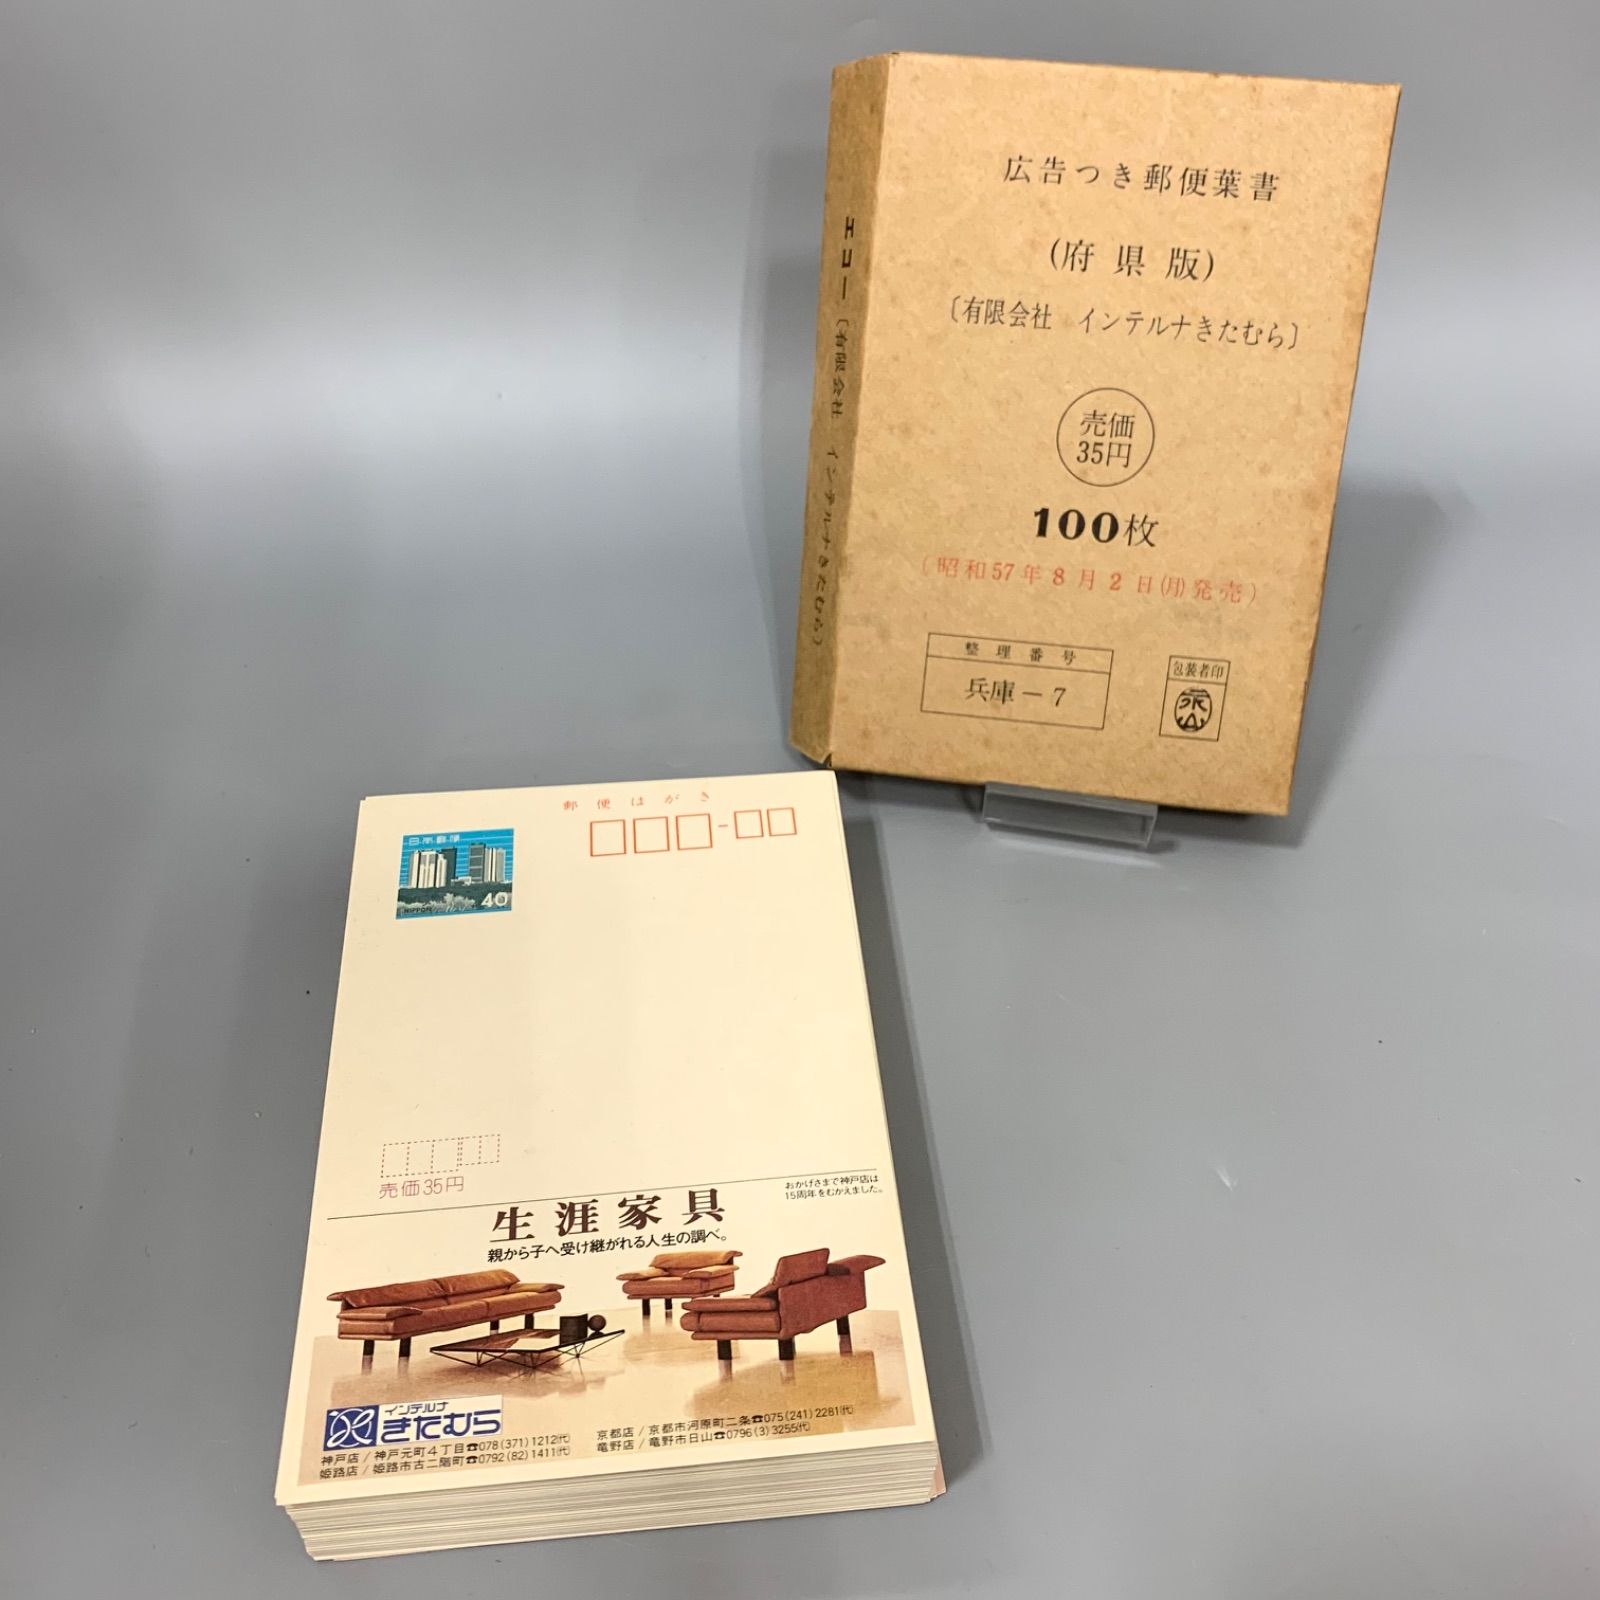 広告つき郵便葉書
(府県版)
〔有限会社 インテルナきたむら〕
売価
35円
100枚
〔昭和57年8月2日(月)発売〕
整理番号
兵庫－7
包装者印
エコー〔有限会社 インテルナきたむら〕
郵便はがき
日本郵便
NIPPON 40
売価35円
おかげさまで神戸店は
15周年をむかえました。
生涯家具
親から子へ受け継がれる人生の調べ。
インテルナ
きたむら
神戸店/神戸元町4丁目☎078(371)1212(代)
姫路店/姫路市古二階町☎0792(82)1411(代)
京都店/京都市河原町二条☎075(241)2281(代)
竜野店/竜野市日山☎0796(3)3255(代)